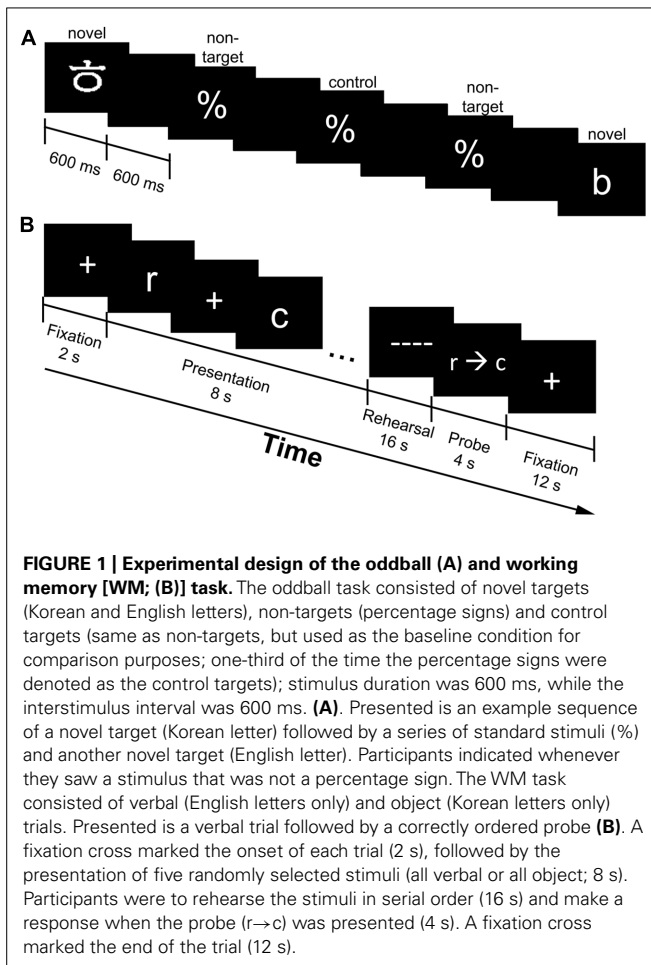 A
novel
non-
target
control
non-
target
novel
ㅎ
%
%
%
b
600 ms
600 ms
B
+
r
+
c
...
----
r → c
+
Fixation
2 s
Presentation
8 s
Rehearsal
16 s
Probe
4 s
Fixation
12 s
Time
FIGURE 1 | Experimental design of the oddball (A) and working
memory [WM; (B)] task. The oddball task consisted of novel targets
(Korean and English letters), non-targets (percentage signs) and control
targets (same as non-targets, but used as the baseline condition for
comparison purposes; one-third of the time the percentage signs were
denoted as the control targets); stimulus duration was 600 ms, while the
interstimulus interval was 600 ms. (A). Presented is an example sequence
of a novel target (Korean letter) followed by a series of standard stimuli (%)
and another novel target (English letter). Participants indicated whenever
they saw a stimulus that was not a percentage sign. The WM task
consisted of verbal (English letters only) and object (Korean letters only)
trials. Presented is a verbal trial followed by a correctly ordered probe (B). A
fixation cross marked the onset of each trial (2 s), followed by the
presentation of five randomly selected stimuli (all verbal or all object; 8 s).
Participants were to rehearse the stimuli in serial order (16 s) and make a
response when the probe (r→c) was presented (4 s). A fixation cross
marked the end of the trial (12 s).